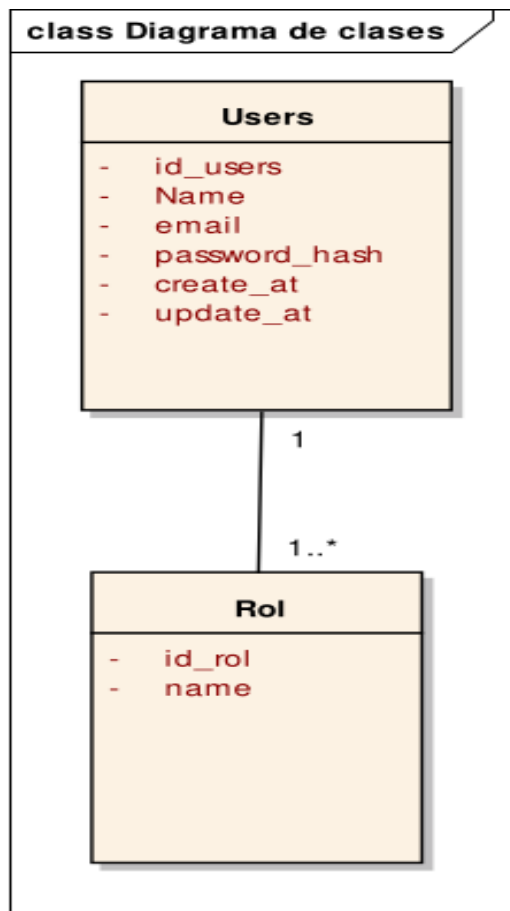 class Diagrama de clases
Users
- id_users
- Name
- email
- password_hash
- create_at
- update_at
1
1..*
Rol
- id_rol
- name